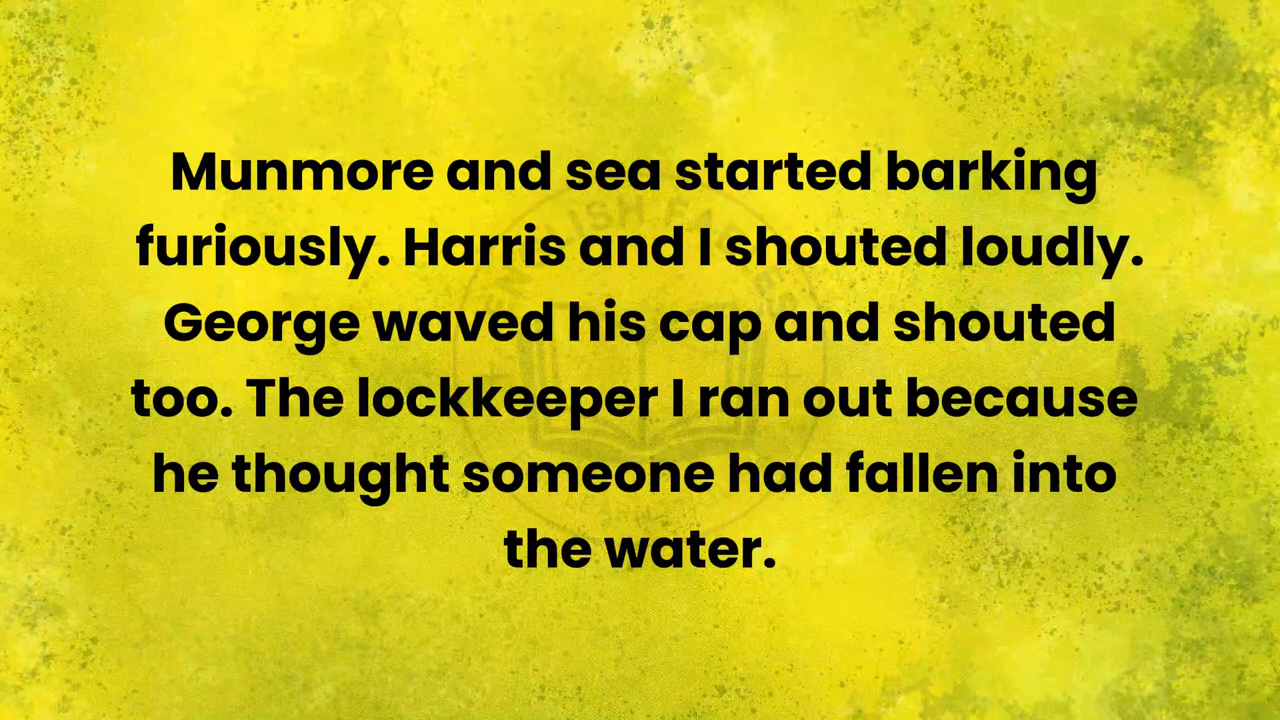 Munmore and sea started barking
furiously. Harris and I shouted loudly.
George waved his cap and shouted
too. The lockkeeper I ran out because
he thought someone had fallen into
the water.